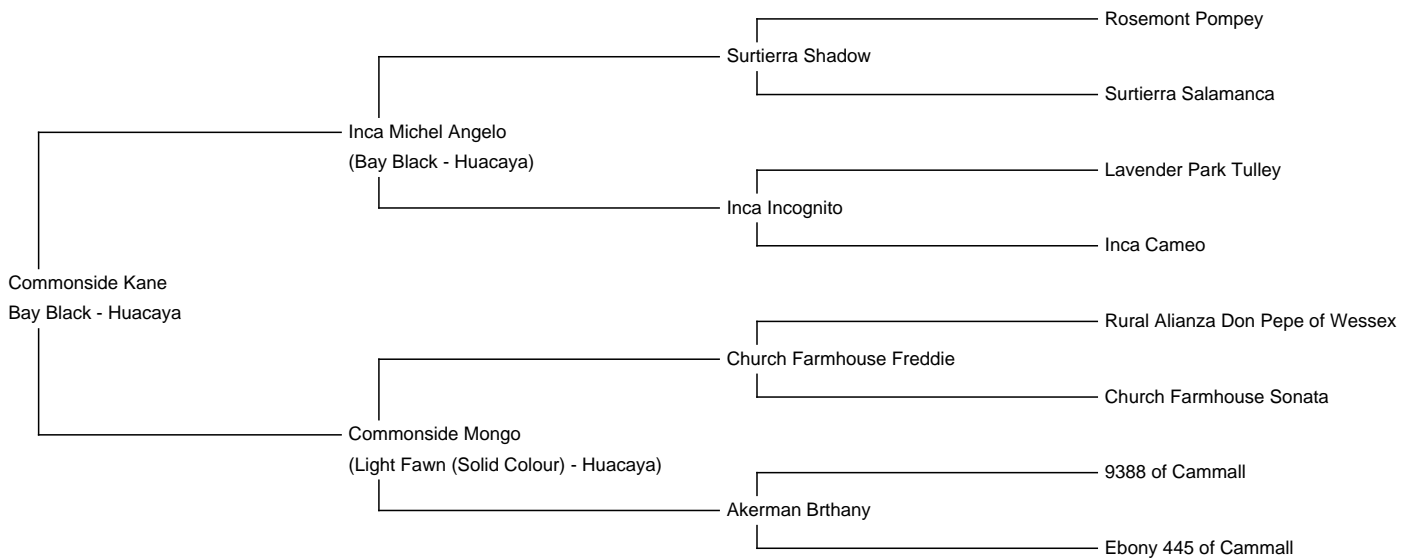 Rosemont Pompey
Surtierra Shadow
Surtierra Salamanca
Inca Michel Angelo
(Bay Black - Huacaya)
Lavender Park Tulley
Inca Incognito
Inca Cameo
Commonside Kane
Bay Black - Huacaya
Rural Alianza Don Pepe of Wessex
Church Farmhouse Freddie
Church Farmhouse Sonata
Commonside Mongo
(Light Fawn (Solid Colour) - Huacaya)
9388 of Cammall
Akerman Brthany
Ebony 445 of Cammall